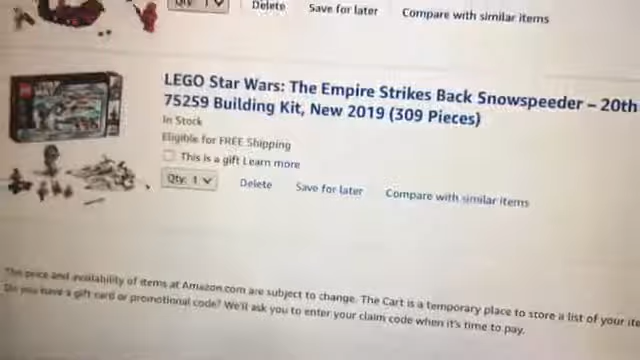 Qty: 1 Delete Save for later Compare with similar items
LEGO Star Wars: The Empire Strikes Back Snowspeeder – 20th
75259 Building Kit, New 2019 (309 Pieces)
In Stock
Eligible for FREE Shipping
This is a gift Learn more
Qty: 1 Delete Save for later Compare with similar items
The price and availability of items at Amazon.com are subject to change. The Cart is a temporary place to store a list of your
Do you have a gift card or promotional code? We'll ask you to enter your claim code when it's time to pay.